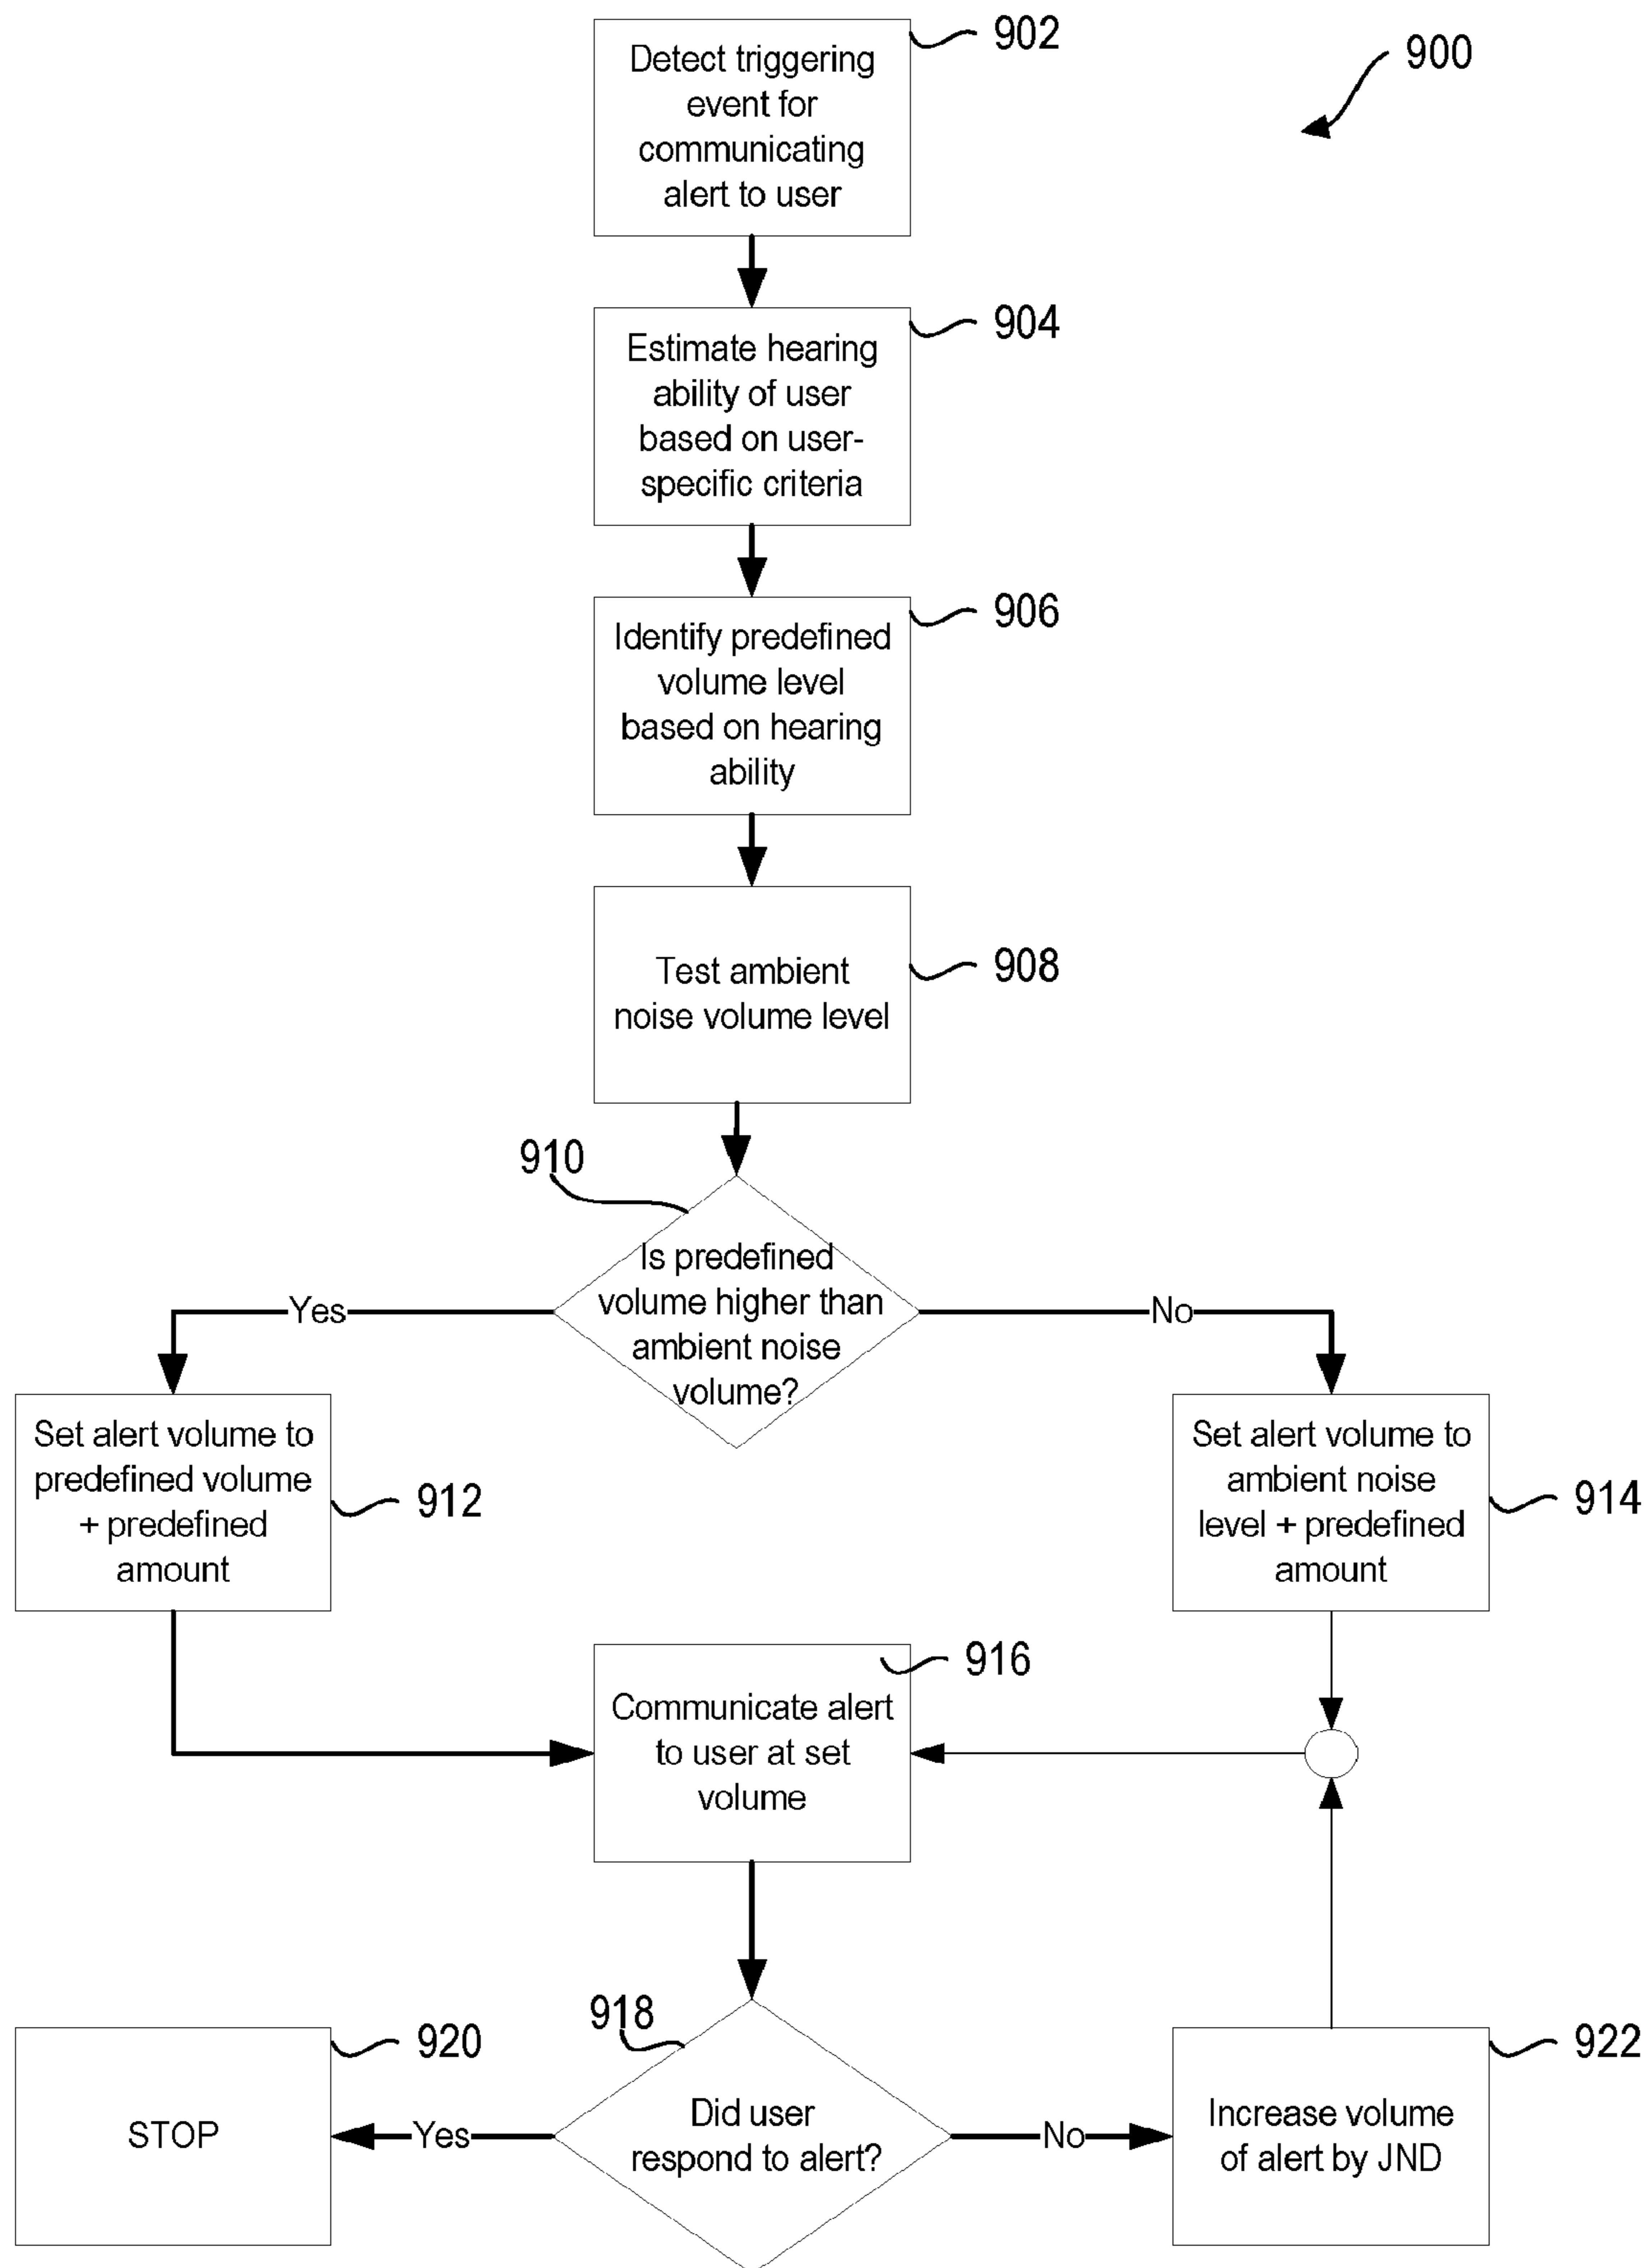 902
900
Detect triggering
event for
communicating
alert to user
904
Estimate hearing
ability of user
based on user-
specific criteria
906
Identify predefined
volume level
based on hearing
ability
908
Test ambient
noise volume level
910
Is predefined
volume higher than
ambient noise
volume?
Yes
No
Set alert volume to
predefined volume
+ predefined
amount
912
Set alert volume to
ambient noise
level + predefined
amount
914
916
Communicate alert
to user at set
volume
918
Did user
respond to alert?
Yes
No
920
STOP
922
Increase volume
of alert by JND